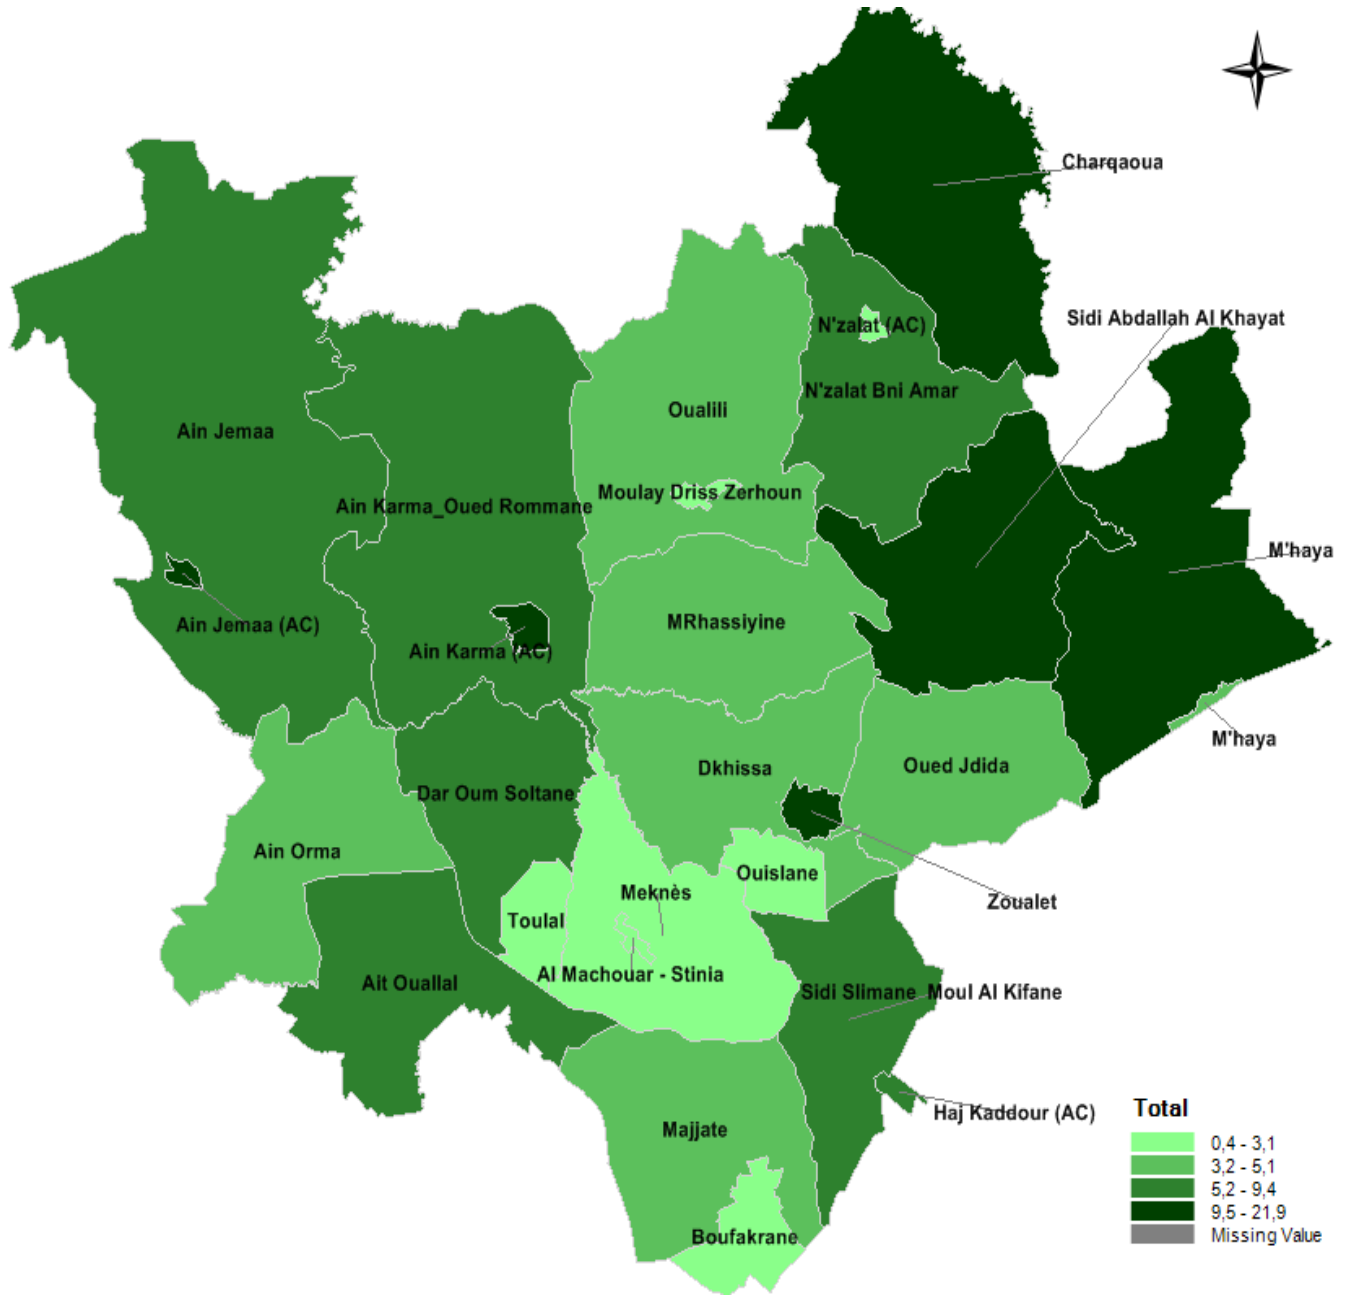 Charqaoua
Sidi Abdallah Al Khayat
N'zalat (AC)
N'zalat Bni Amar
Oualili
Ain Jemaa
Moulay Driss Zerhoun
Ain Karma_Oued Rommane
M'haya
MRhassiyine
Ain Jemaa (AC)
Ain Karma (AC)
M'haya
Oued Jdida
Dkhissa
Dar Oum Soltane
Ain Orma
Ouislane
Meknès
Zoualet
Toulal
Al Machouar - Stinia
Ait Ouallal
Sidi Slimane Moul Al Kifane
Haj Kaddour (AC)
Majjate
Boufakrane
Total
0,4 - 3,1
3,2 - 5,1
5,2 - 9,4
9,5 - 21,9
Missing Value